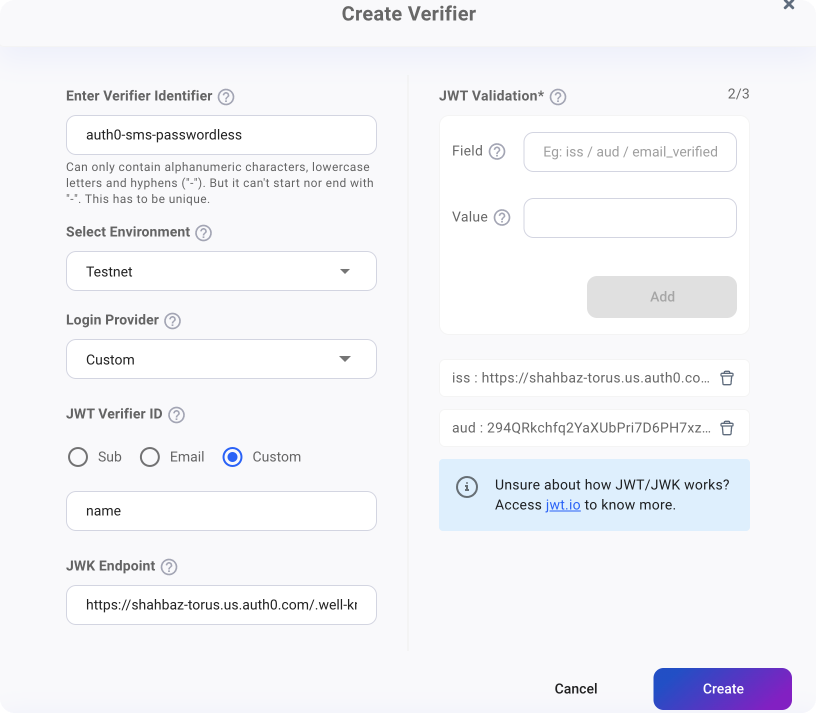 Create Verifier
Enter Verifier Identifier
auth0-sms-passwordless
Can only contain alphanumeric characters, lowercase
letters and hyphens ("-"). But it can't start nor end with
"-". This has to be unique.
Select Environment
Testnet
Login Provider
Custom
JWT Verifier ID
Sub Email Custom
name
JWK Endpoint
https://shahbaz-torus.us.auth0.com/.well-kr
JWT Validation* 2/3
Field Eg: iss / aud / email_verified
Value
Add
iss : https://shahbaz-torus.us.auth0.co...
aud : 294QRkchfq2YaXUbPri7D6PH7xz...
Unsure about how JWT/JWK works?
Access jwt.io to know more.
Cancel Create